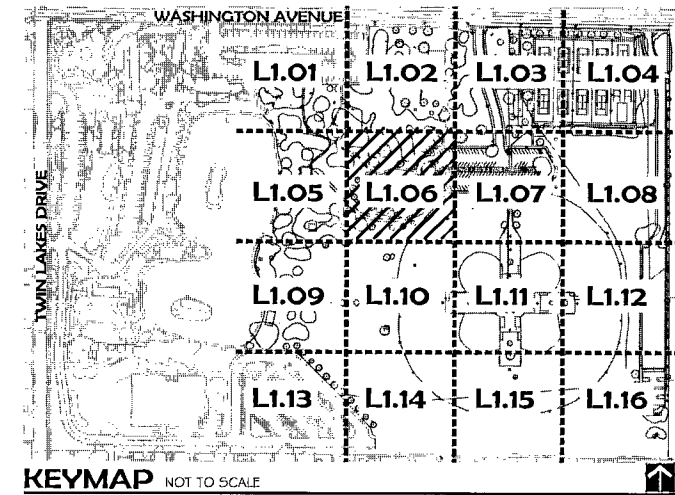 WASHINGTON AVENUE
L1.01 L1.02 L1.03 L1.04
TWIN LAKES DRIVE
L1.05 L1.06 L1.07 L1.08
L1.09 L1.10 L1.11 L1.12
L1.13 L1.14 L1.15 L1.16
KEYMAP NOT TO SCALE